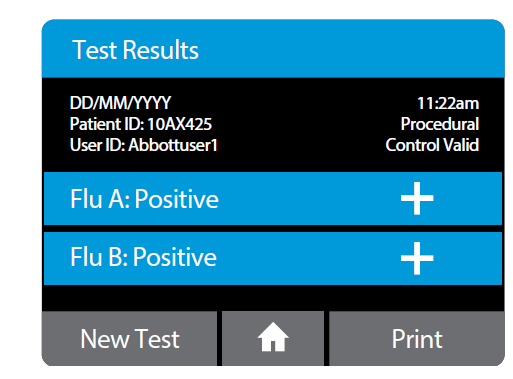 Test Results
DD/MM/YYYY 11:22am
Patient ID: 10AX425 Procedural
User ID: Abbottuser1 Control Valid
Flu A: Positive +
Flu B: Positive +
New Test Print